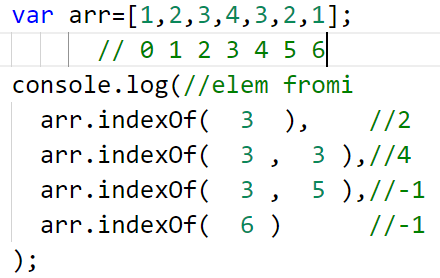 var arr=[1,2,3,4,3,2,1];
// 0 1 2 3 4 5 6
console.log(//elem fromi
arr.indexOf( 3 ), //2
arr.indexOf( 3 , 3 ),//4
arr.indexOf( 3 , 5 ),//-1
arr.indexOf( 6 ) //-1
);